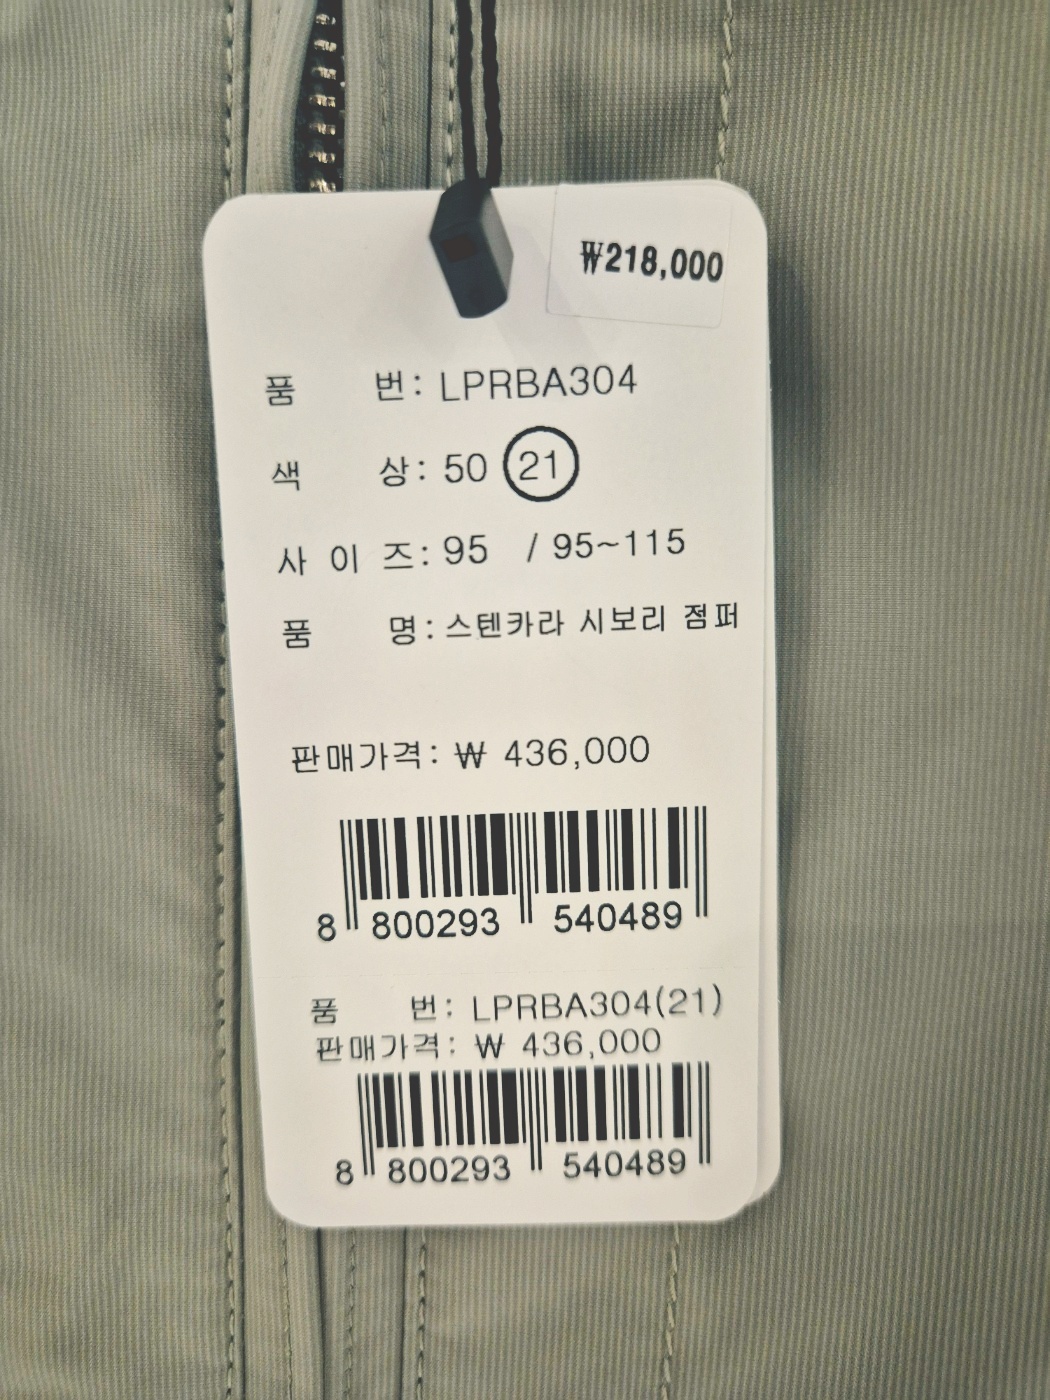 ₩218,000
품 번: LPRBA304
색 상: 50 21
사 이 즈: 95 / 95~115
품 명: 스텐카라 시보리 점퍼
판매가격: ₩ 436,000
8 800293 540489
품 번: LPRBA304(21)
판매가격: ₩ 436,000
8 800293 540489